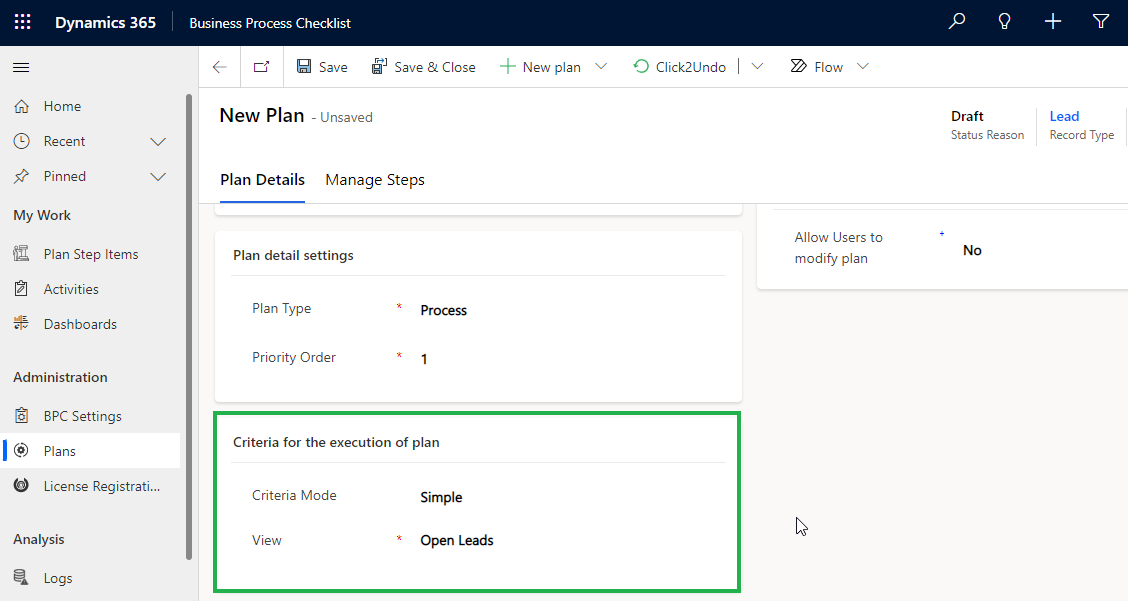 Dynamics 365 Business Process Checklist
Save Save & Close New plan Click2Undo Flow
Home
Recent
Pinned
My Work
Plan Step Items
Activities
Dashboards
Administration
BPC Settings
Plans
License Registrati...
Analysis
Logs
New Plan - Unsaved
Draft
Status Reason
Lead
Record Type
Plan Details Manage Steps
Plan detail settings
Plan Type * Process
Priority Order * 1
Criteria for the execution of plan
Criteria Mode Simple
View * Open Leads
Allow Users to
modify plan
+ No